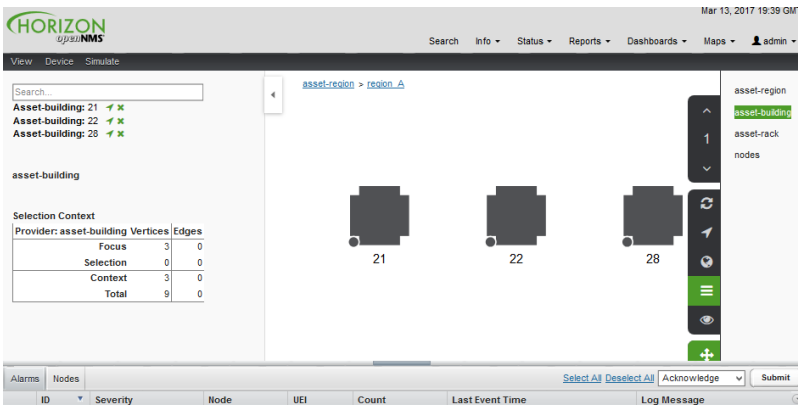 Mar 13, 2017 19:39 GMT
HORIZON
openNMS
Search Info Status Reports Dashboards Maps admin
View Device Simulate
Search...
Asset-building: 21
Asset-building: 22
Asset-building: 28
asset-building
Selection Context
Provider: asset-building Vertices Edges
Focus 3 0
Selection 0 0
Context 3 0
Total 9 0
asset-region > region_A
21 22 28
1
asset-region
asset-building
asset-rack
nodes
Alarms Nodes Select All Deselect All Acknowledge Submit
ID Severity Node UEI Count Last Event Time Log Message